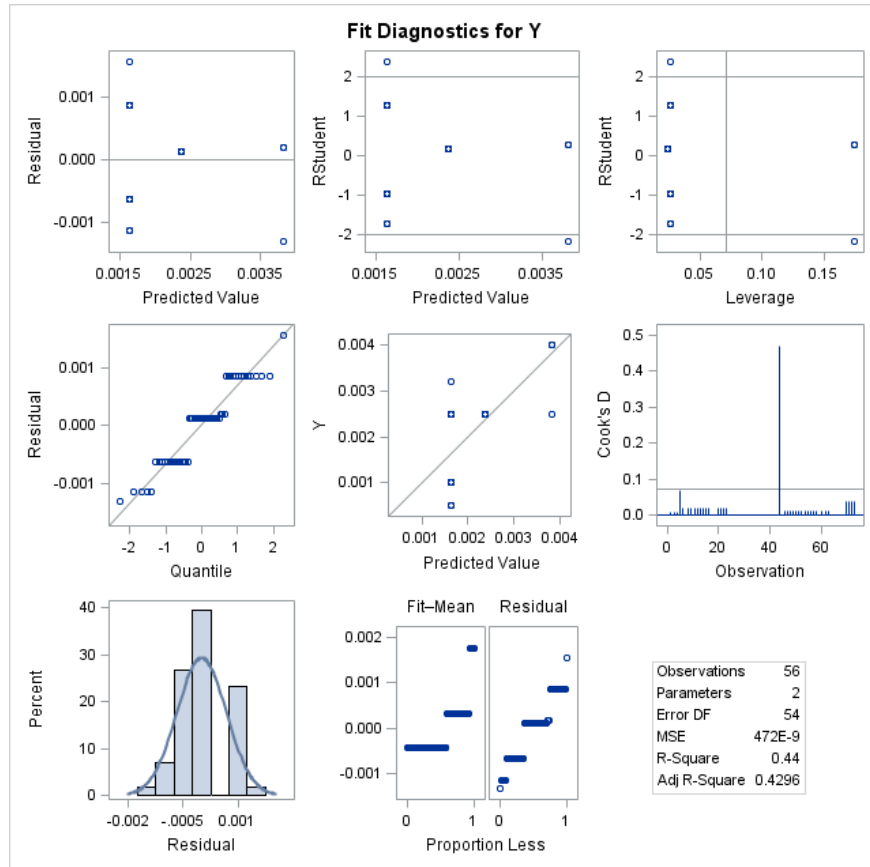 Fit Diagnostics for Y
0.001
0.000
-0.001
Residual
0.0015 0.0025 0.0035
Predicted Value
2
1
0
-1
-2
RStudent
0.0015 0.0025 0.0035
Predicted Value
2
1
0
-1
-2
RStudent
0.05 0.10 0.15
Leverage
0.001
0.000
-0.001
Residual
-2 -1 0 1 2
Quantile
0.004
0.003
0.002
0.001
Y
0.001 0.002 0.003 0.004
Predicted Value
0.5
0.4
0.3
0.2
0.1
0.0
Cook's D
0 20 40 60
Observation
40
30
20
10
0
Percent
-0.002 -.0005 0.001
Residual
Fit–Mean Residual
0.002
0.001
0.000
-0.001
0 1 0 1
Proportion Less
Observations 56
Parameters 2
Error DF 54
MSE 472E-9
R-Square 0.44
Adj R-Square 0.4296